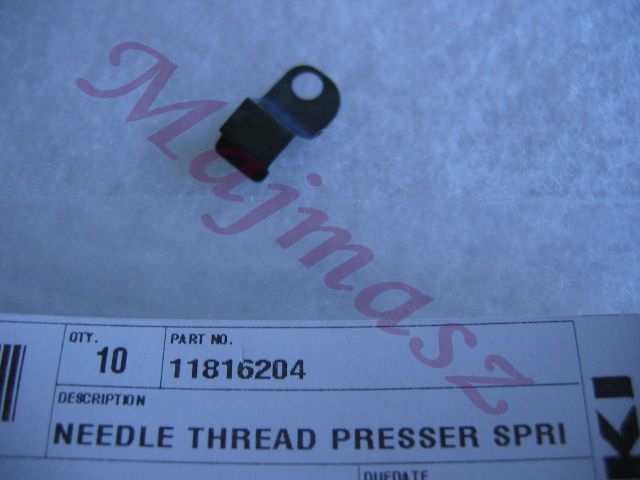 Majmasz
QTY. PART NO.
10 11816204
DESCRIPTION
NEEDLE THREAD PRESSER SPRI
DUEDATE